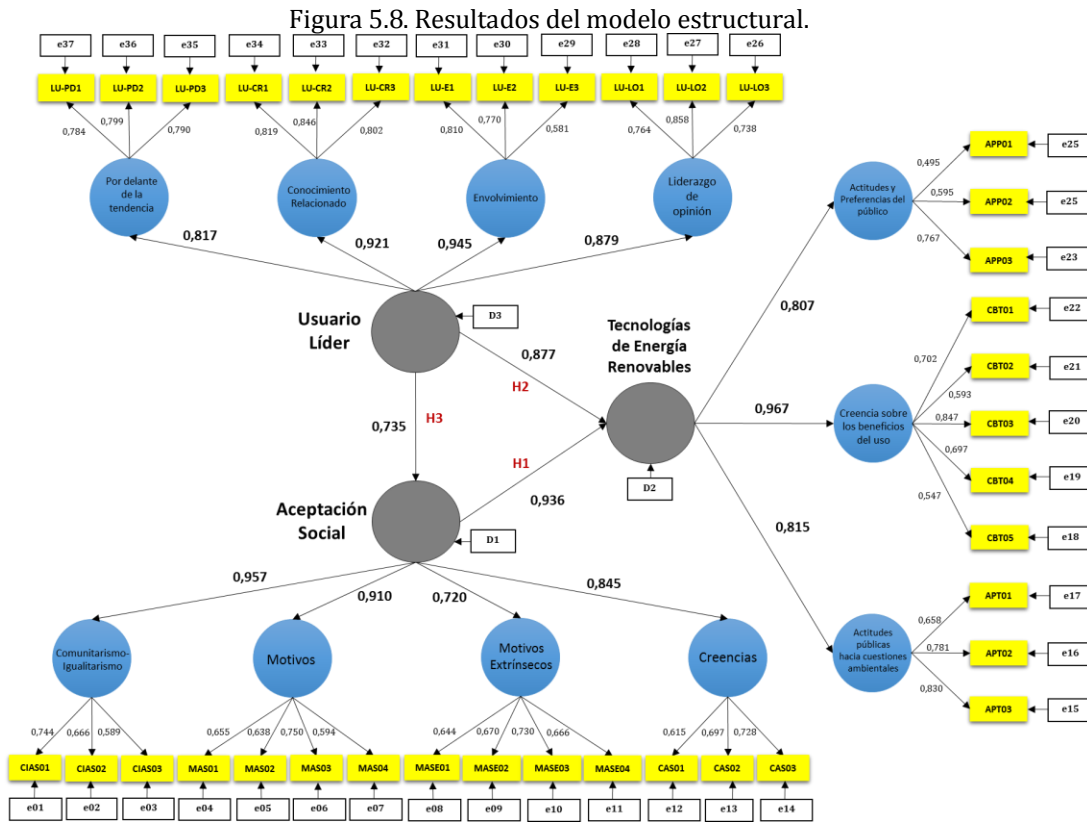 Figura 5.8. Resultados del modelo estructural.
e37 e36 e35 e34 e33 e32 e31 e30 e29 e28 e27 e26
LU-PD1 LU-PD2 LU-PD3 LU-CR1 LU-CR2 LU-CR3 LU-E1 LU-E2 LU-E3 LU-LO1 LU-LO2 LU-LO3
0,784 0,799 0,790 0,819 0,846 0,802 0,810 0,770 0,581 0,764 0,858 0,738
Por delante
de la
tendencia
Conocimiento
Relacionado
Envolvimiento
Liderazgo
de
opinión
0,817 0,921 0,945 0,879
Usuario
Líder
D3
0,877
H2
H3
0,735
H1
0,936
Aceptación
Social
D1
Tecnologías
de Energía
Renovables
D2
0,807
0,967
0,815
Actitudes y
Preferencias del
público
0,495 APP01 e25
0,595 APP02 e25
0,767 APP03 e23
Creencia sobre
los beneficios
del uso
0,702 CBT01 e22
0,593 CBT02 e21
0,847 CBT03 e20
0,697 CBT04 e19
0,547 CBT05 e18
Actitudes
públicas
hacia cuestiones
ambientales
0,658 APT01 e17
0,781 APT02 e16
0,830 APT03 e15
0,957 0,910 0,720 0,845
Comunitarismo-
Igualitarismo
Motivos
Motivos
Extrínsecos
Creencias
0,744 0,666 0,589 0,655 0,638 0,750 0,594 0,644 0,670 0,730 0,666 0,615 0,697 0,728
CIAS01 CIAS02 CIAS03 MAS01 MAS02 MAS03 MAS04 MASE01 MASE02 MASE03 MASE04 CAS01 CAS02 CAS03
e01 e02 e03 e04 e05 e06 e07 e08 e09 e10 e11 e12 e13 e14